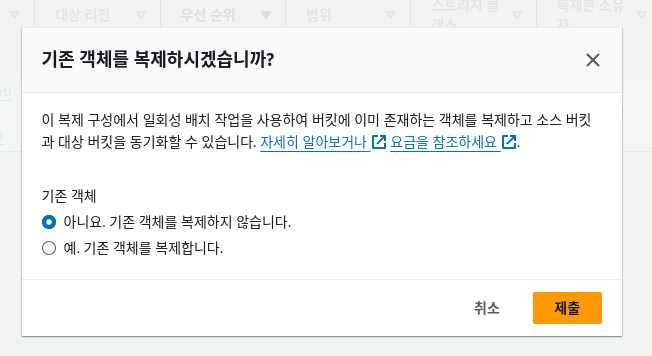 대상 리전
우선 순위
범위
스토리지 클래스
복제본 소유자
기존 객체를 복제하시겠습니까?
이 복제 구성에서 일회성 배치 작업을 사용하여 버킷에 이미 존재하는 객체를 복제하고 소스 버킷
과 대상 버킷을 동기화할 수 있습니다. 자세히 알아보거나 요금을 참조하세요.
기존 객체
아니요. 기존 객체를 복제하지 않습니다.
예. 기존 객체를 복제합니다.
취소
제출